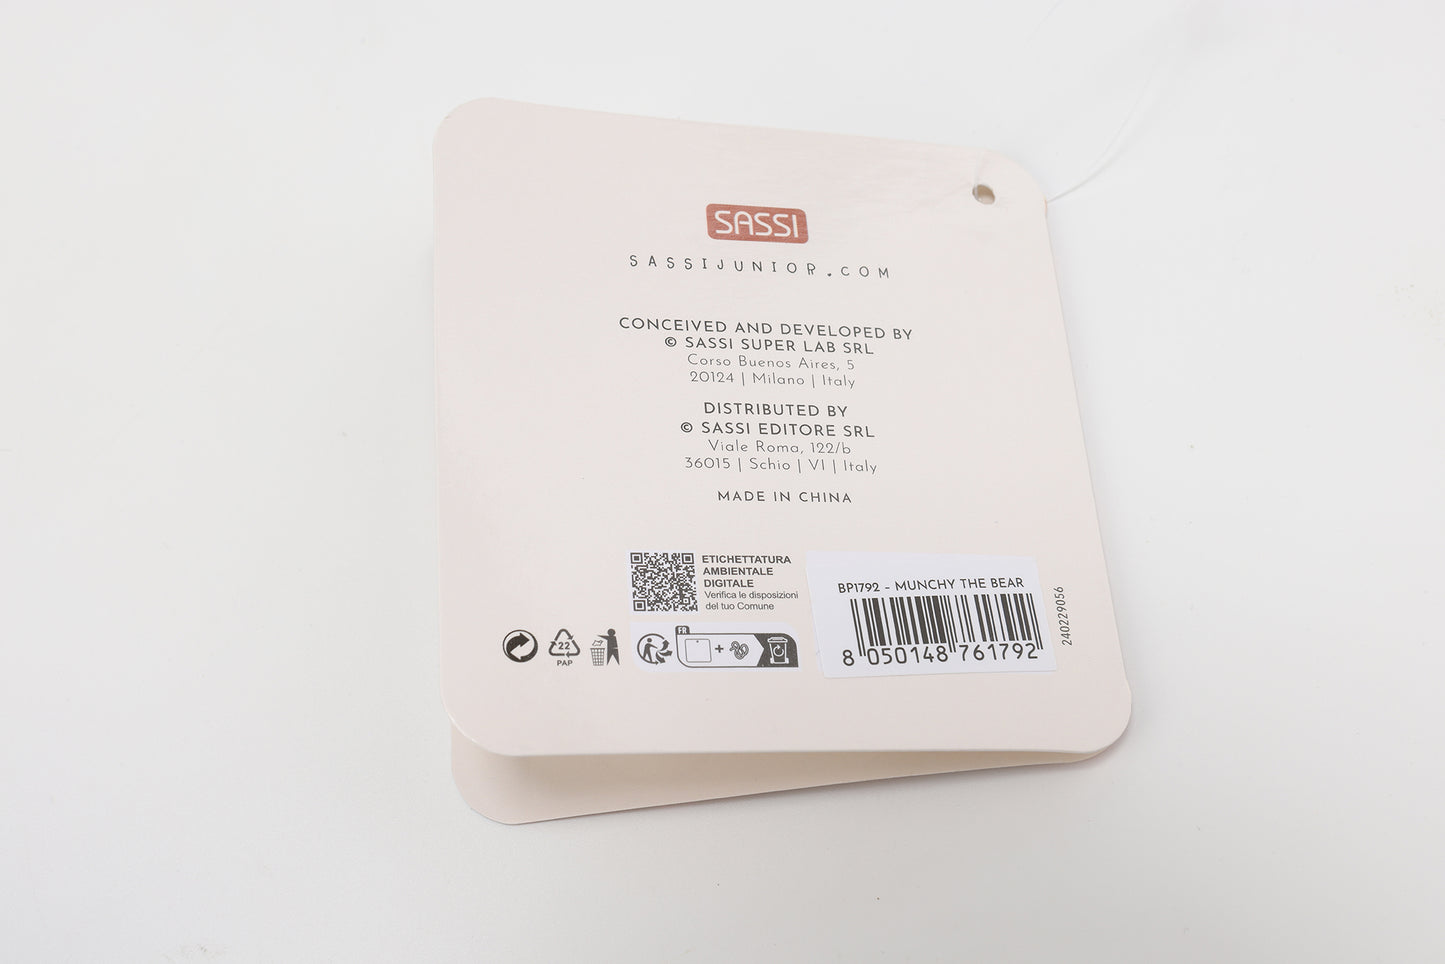 SASSI
SASSIJUNIOR.COM
CONCEIVED AND DEVELOPED BY
© SASSI SUPER LAB SRL
Corso Buenos Aires, 5
20124 | Milano | Italy
DISTRIBUTED BY
© SASSI EDITORE SRL
Viale Roma, 122/b
36015 | Schio | VI | Italy
MADE IN CHINA
ETICHETTATURA
AMBIENTALE
DIGITALE
Verifica le disposizioni
del tuo Comune
22
PAP
FR
+
BP1792 - MUNCHY THE BEAR
8 050148 761792
240229056